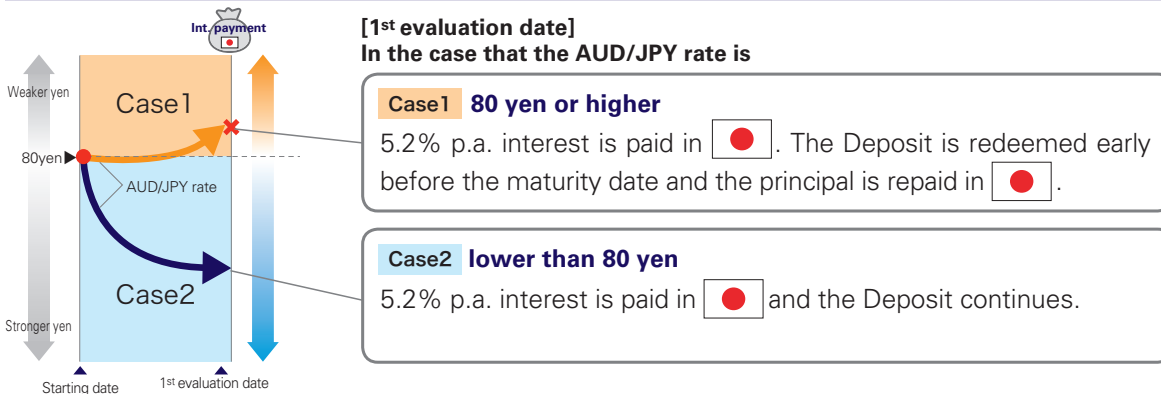 Int. payment
Weaker yen
Case1
80yen
AUD/JPY rate
Case2
Stronger yen
Starting date
1st evaluation date
[1st evaluation date]
In the case that the AUD/JPY rate is
Case1 80 yen or higher
5.2% p.a. interest is paid in . The Deposit is redeemed early
before the maturity date and the principal is repaid in .
Case2 lower than 80 yen
5.2% p.a. interest is paid in and the Deposit continues.